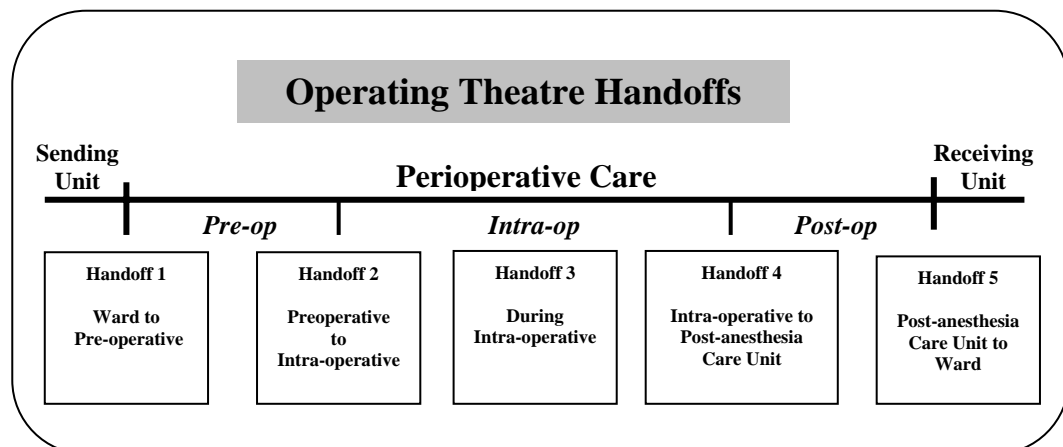 Operating Theatre Handoffs
Sending
Unit
Perioperative Care
Receiving
Unit
Pre-op
Intra-op
Post-op
Handoff 1
Ward to
Pre-operative
Handoff 2
Preoperative
to
Intra-operative
Handoff 3
During
Intra-operative
Handoff 4
Intra-operative to
Post-anesthesia
Care Unit
Handoff 5
Post-anesthesia
Care Unit to
Ward